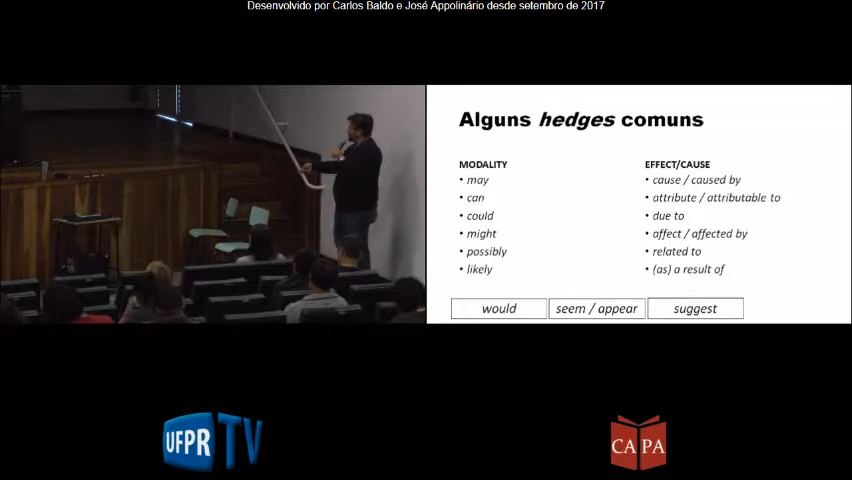 Desenvolvido por Carlos Baldo e José Appolinário desde setembro de 2017
Alguns hedges comuns
MODALITY
• may
• can
• could
• might
• possibly
• likely
EFFECT/CAUSE
• cause / caused by
• attribute / attributable to
• due to
• affect / affected by
• related to
• (as) a result of
would
seem / appear
suggest
UFPR TV
CAPA